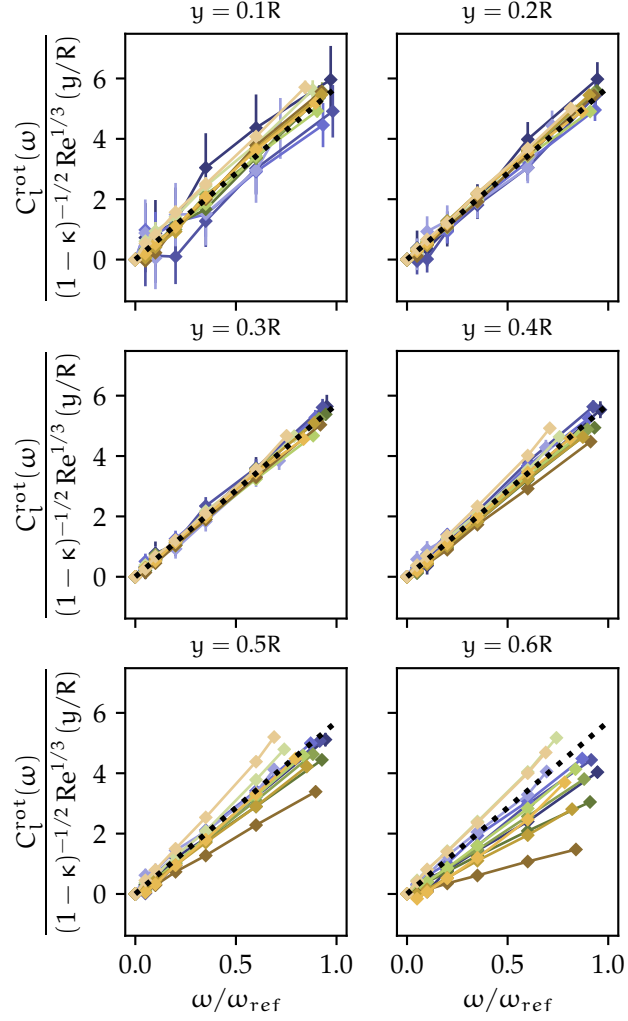 y = 0.1R
y = 0.2R
6
4
2
0
C_l^rot(ω)
(1 − κ)^−1/2 Re^1/3 (y/R)
y = 0.3R
y = 0.4R
6
4
2
0
C_l^rot(ω)
(1 − κ)^−1/2 Re^1/3 (y/R)
y = 0.5R
y = 0.6R
6
4
2
0
C_l^rot(ω)
(1 − κ)^−1/2 Re^1/3 (y/R)
0.0 0.5 1.0
0.0 0.5 1.0
ω/ω_ref
ω/ω_ref